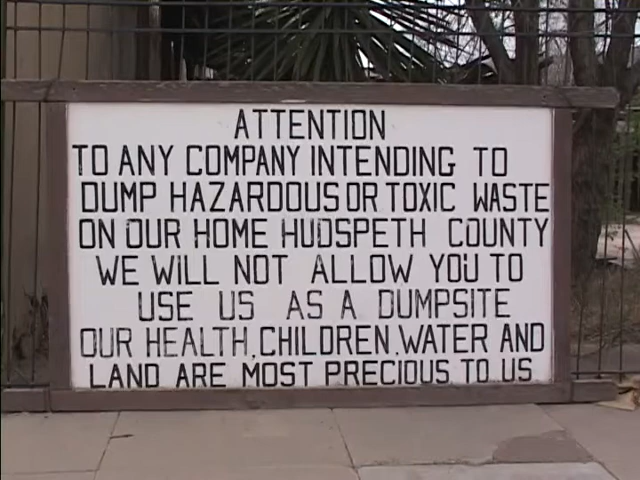 ATTENTION
TO ANY COMPANY INTENDING TO
DUMP HAZARDOUS OR TOXIC WASTE
ON OUR HOME HUDSPETH COUNTY
WE WILL NOT ALLOW YOU TO
USE US AS A DUMPSITE
OUR HEALTH, CHILDREN, WATER AND
LAND ARE MOST PRECIOUS TO US